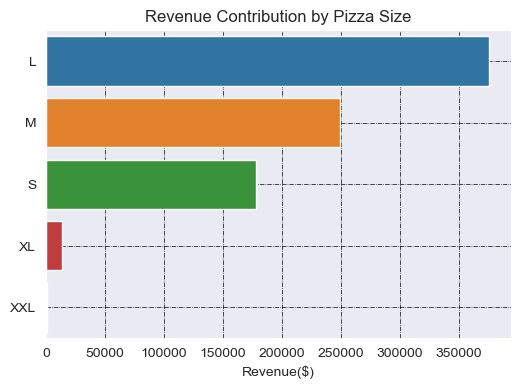 Revenue Contribution by Pizza Size
L
M
S
XL
XXL
0 50000 100000 150000 200000 250000 300000 350000
Revenue($)